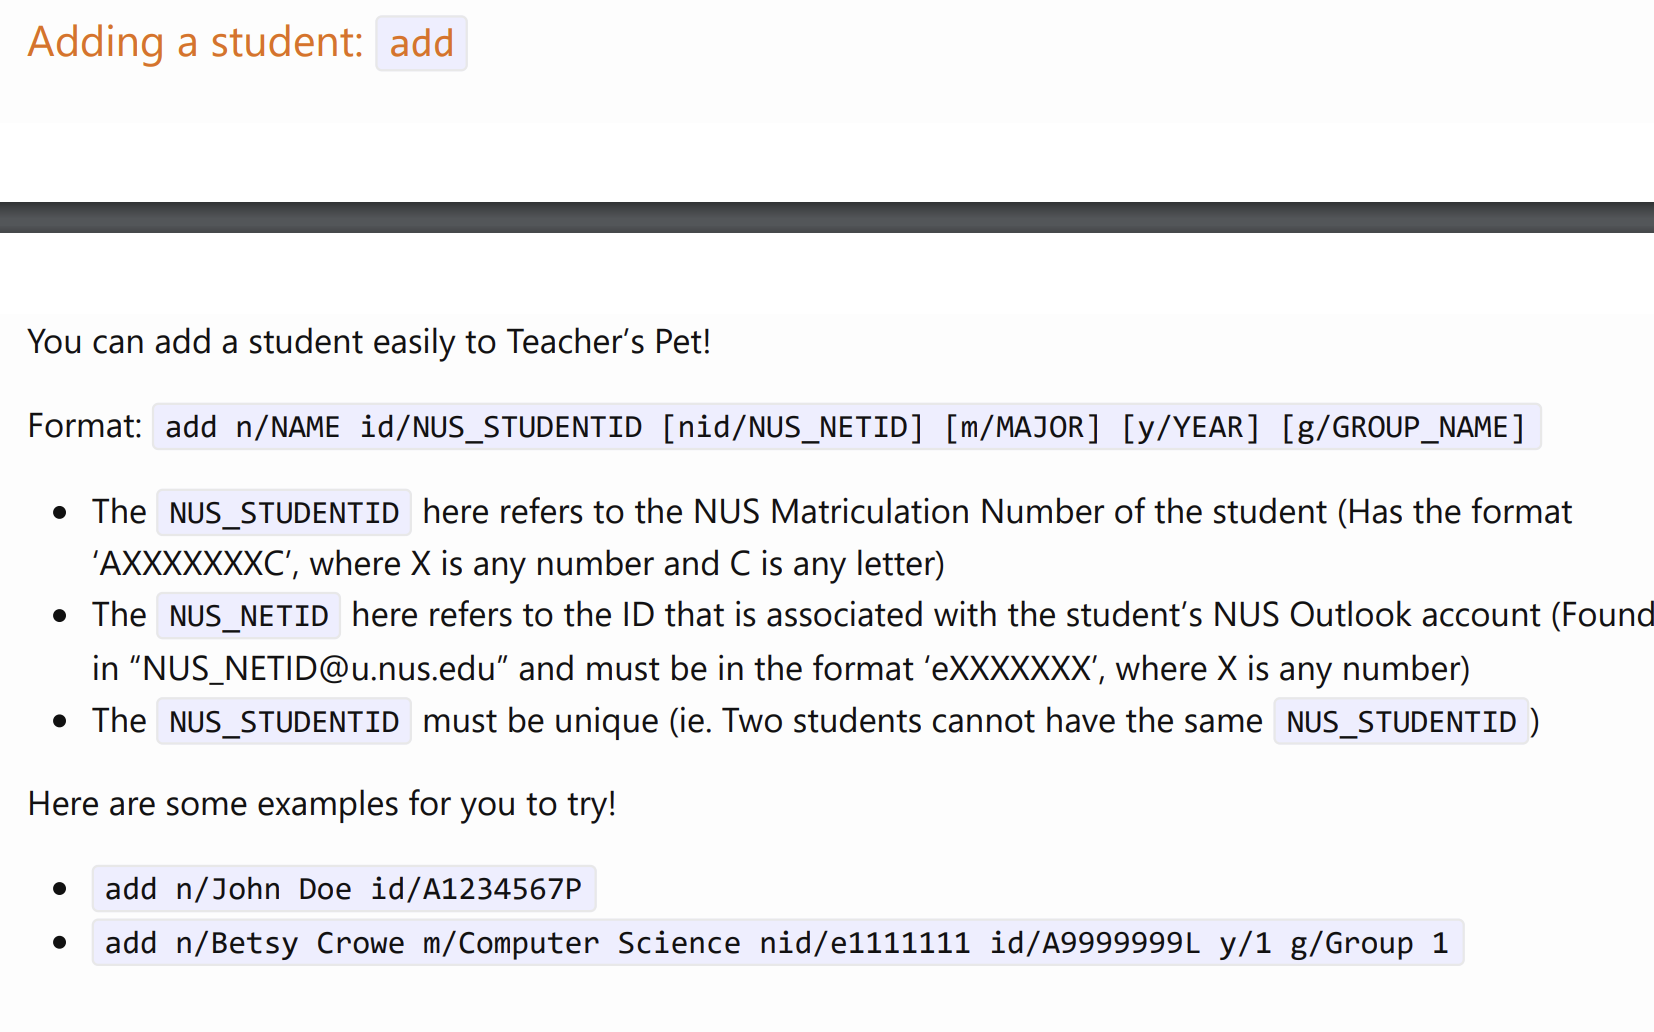 Adding a student: add
You can add a student easily to Teacher’s Pet!
Format: add n/NAME id/NUS_STUDENTID [nid/NUS_NETID] [m/MAJOR] [y/YEAR] [g/GROUP_NAME]
• The NUS_STUDENTID here refers to the NUS Matriculation Number of the student (Has the format
‘AXXXXXXXC’, where X is any number and C is any letter)
• The NUS_NETID here refers to the ID that is associated with the student’s NUS Outlook account (Found
in “NUS_NETID@u.nus.edu” and must be in the format ‘eXXXXXXX’, where X is any number)
• The NUS_STUDENTID must be unique (ie. Two students cannot have the same NUS_STUDENTID)
Here are some examples for you to try!
• add n/John Doe id/A1234567P
• add n/Betsy Crowe m/Computer Science nid/e1111111 id/A9999999L y/1 g/Group 1